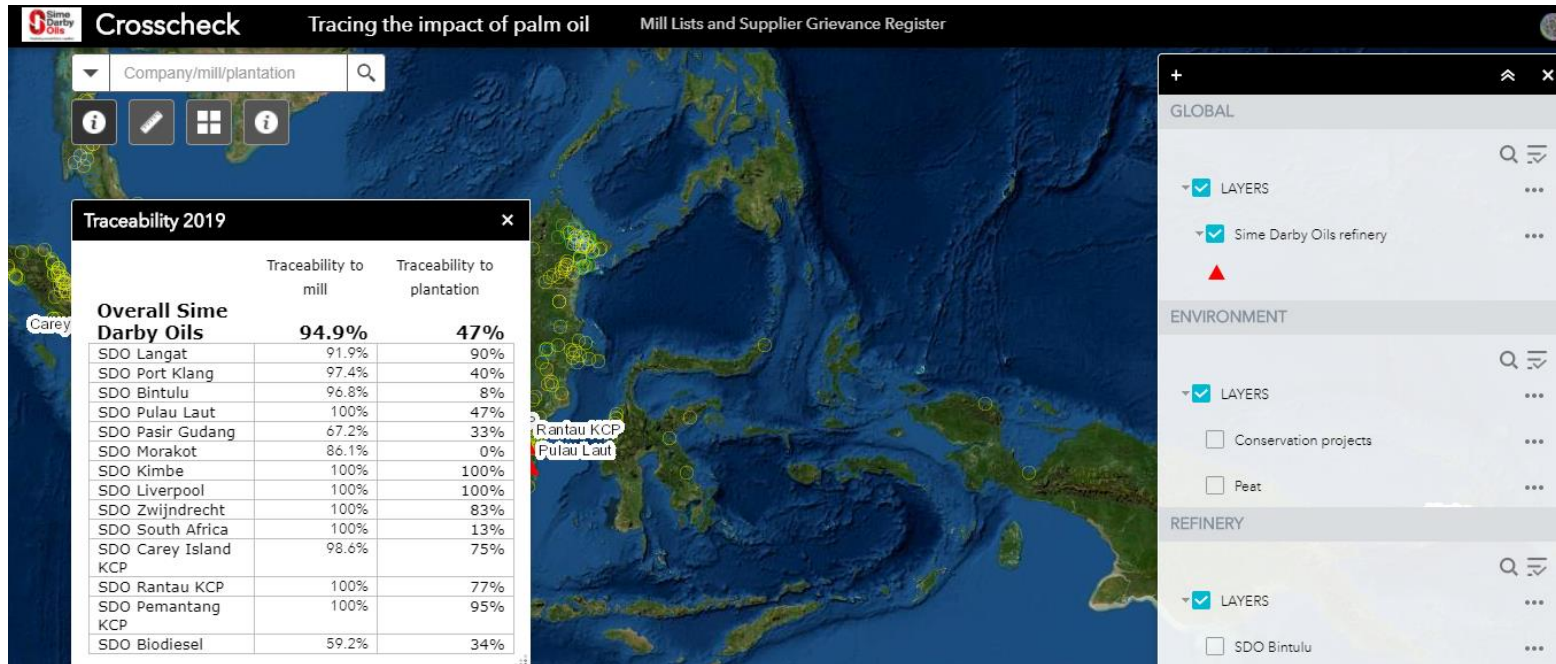 Sime
Darby
Oils
Crosscheck
Tracing the impact of palm oil
Mill Lists and Supplier Grievance Register
Company/mill/plantation
Traceability 2019
Traceability to mill
Traceability to plantation
Overall Sime Darby Oils 94.9% 47%
SDO Langat 91.9% 90%
SDO Port Klang 97.4% 40%
SDO Bintulu 96.8% 8%
SDO Pulau Laut 100% 47%
SDO Pasir Gudang 67.2% 33%
SDO Morakot 86.1% 0%
SDO Kimbe 100% 100%
SDO Liverpool 100% 100%
SDO Zwijndrecht 100% 83%
SDO South Africa 100% 13%
SDO Carey Island KCP 98.6% 75%
SDO Rantau KCP 100% 77%
SDO Pemantang KCP 100% 95%
SDO Biodiesel 59.2% 34%
Carey
Rantau KCP
Pulau Laut
GLOBAL
LAYERS
Sime Darby Oils refinery
ENVIRONMENT
LAYERS
Conservation projects
Peat
REFINERY
LAYERS
SDO Bintulu